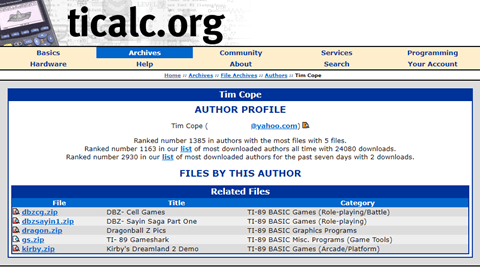 ticalc.org
Basics Archives Community Services Programming
Hardware Help About Search Your Account
Home :: Archives :: File Archives :: Authors :: Tim Cope
Tim Cope
AUTHOR PROFILE
Tim Cope ( @yahoo.com)
Ranked number 1385 in authors with the most files with 5 files.
Ranked number 1163 in our list of most downloaded authors all time with 24080 downloads.
Ranked number 2930 in our list of most downloaded authors for the past seven days with 2 downloads.
FILES BY THIS AUTHOR
Related Files
File Title Category
dbzcg.zip DBZ- Cell Games TI-89 BASIC Games (Role-playing/Battle)
dbzsayin1.zip DBZ- Sayin Saga Part One TI-89 BASIC Games (Role-playing)
dragon.zip Dragonball Z Pics TI-89 BASIC Graphics Programs
gs.zip TI- 89 Gameshark TI-89 BASIC Misc. Programs (Game Tools)
kirby.zip Kirby's Dreamland 2 Demo TI-89 BASIC Games (Arcade/Platform)